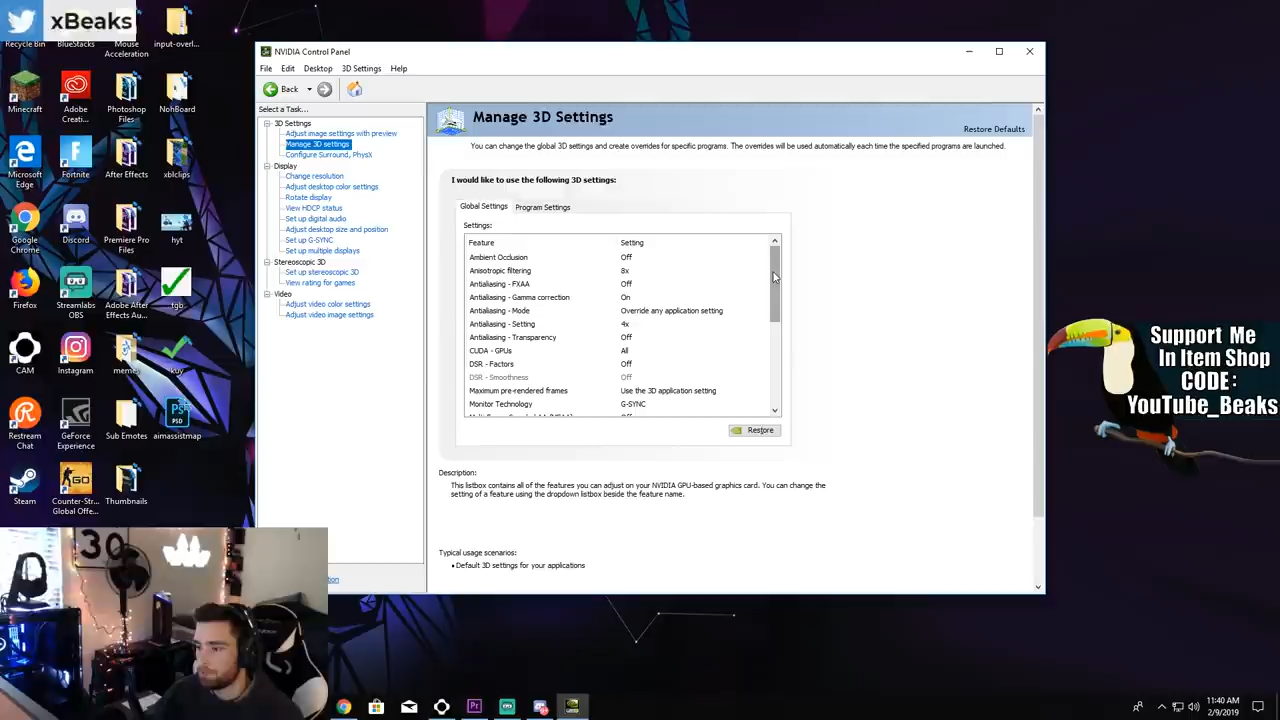 xBeaks
Recycle Bin
BlueStacks
Mouse
Acceleration
input-overl...
Minecraft
Adobe
Creati...
Photoshop
Files
NohBoard
Microsoft
Edge
Fortnite
After Effects
xblclips
Google
Chrome
Discord
Premire Pro
Files
hyt
Firefox
Streamlabs
OBS
Adobe After
Effects Au...
tgb
CAM
Instagram
memes
kuy
Restream
Chat
GeForce
Experience
Sub Emotes
PSD
aimassistmap
Steam
Counter-Str...
Global Offe...
Thumbnails
NVIDIA Control Panel
File
Edit
Desktop
3D Settings
Help
Back
Select a Task...
3D Settings
Adjust image settings with preview
Manage 3D settings
Configure Surround, PhysX
Display
Change resolution
Adjust desktop color settings
Rotate display
View HDCP status
Set up digital audio
Adjust desktop size and position
Set up G-SYNC
Set up multiple displays
Stereoscopic 3D
Set up stereoscopic 3D
View rating for games
Video
Adjust video color settings
Adjust video image settings
Manage 3D Settings
Restore Defaults
You can change the global 3D settings and create overrides for specific programs. The overrides will be used automatically each time the specified programs are launched.
I would like to use the following 3D settings:
Global Settings
Program Settings
Settings:
Feature Setting
Ambient Occlusion Off
Anisotropic filtering 8x
Antialiasing - FXAA Off
Antialiasing - Gamma correction On
Antialiasing - Mode Override any application setting
Antialiasing - Setting 4x
Antialiasing - Transparency Off
CUDA - GPUs All
DSR - Factors Off
DSR - Smoothness Off
Maximum pre-rendered frames Use the 3D application setting
Monitor Technology G-SYNC
Restore
Description:
This listbox contains all of the features you can adjust on your NVIDIA GPU-based graphics card. You can change the
setting of a feature using the dropdown listbox beside the feature name.
Typical usage scenarios:
• Default 3D settings for your applications
Support Me
In Item Shop
CODE:
YouTube_Beaks
30
11:40 AM
2/9/2019